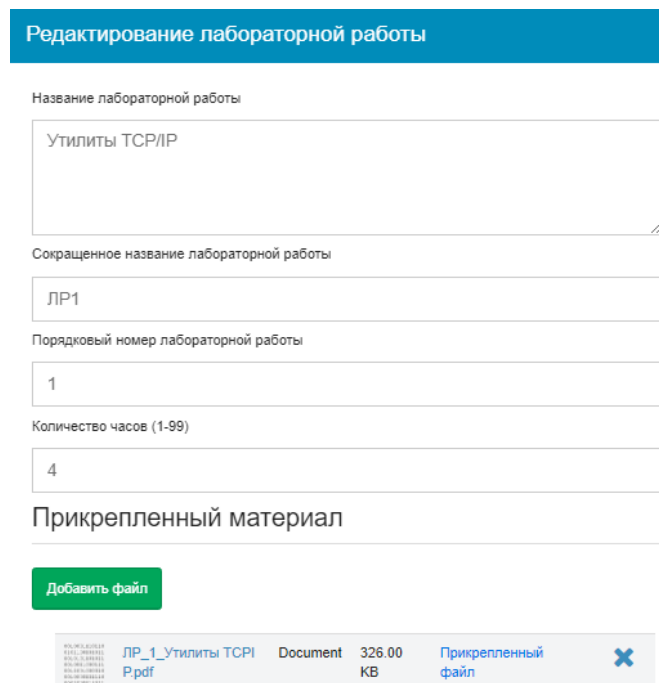 Редактирование лабораторной работы
Название лабораторной работы
Утилиты TCP/IP
Сокращенное название лабораторной работы
ЛР1
Порядковый номер лабораторной работы
1
Количество часов (1-99)
4
Прикрепленный материал
Добавить файл
ЛР_1_Утилиты TCPI Document 326.00 Прикрепленный
P.pdf KB файл